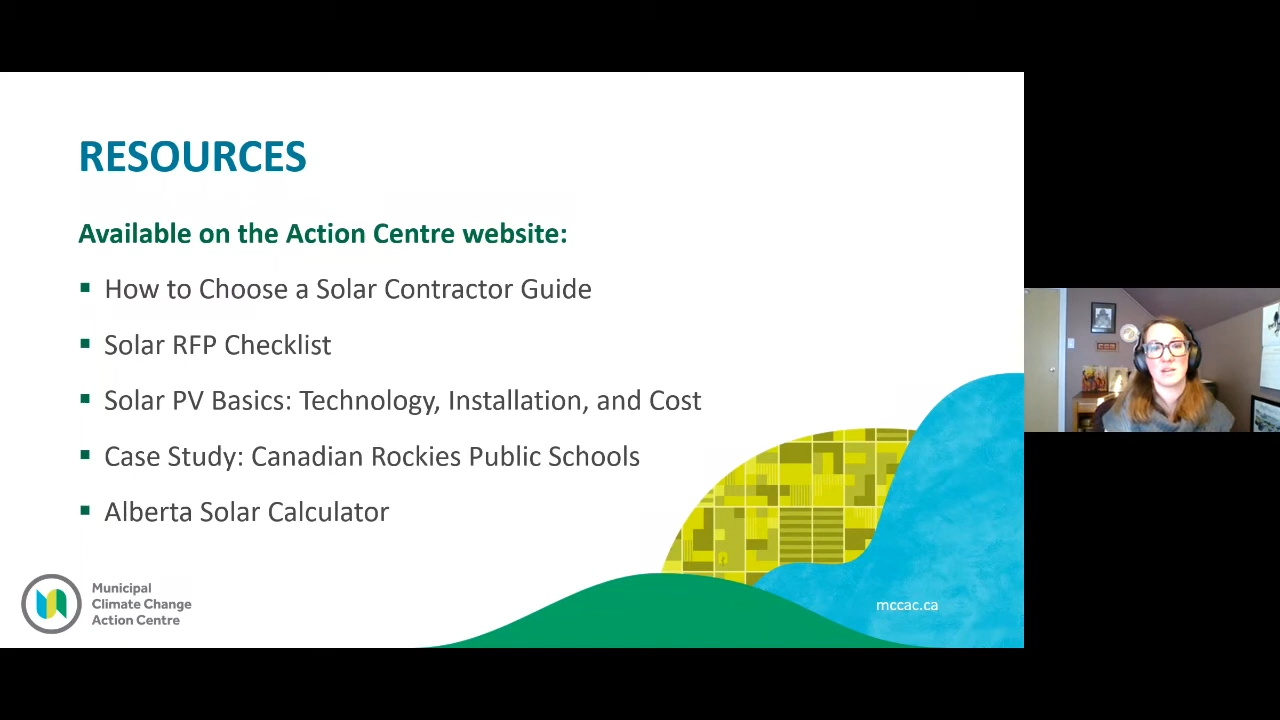 RESOURCES
Available on the Action Centre website:
How to Choose a Solar Contractor Guide
Solar RFP Checklist
Solar PV Basics: Technology, Installation, and Cost
Case Study: Canadian Rockies Public Schools
Alberta Solar Calculator
Municipal
Climate Change
Action Centre
mccac.ca